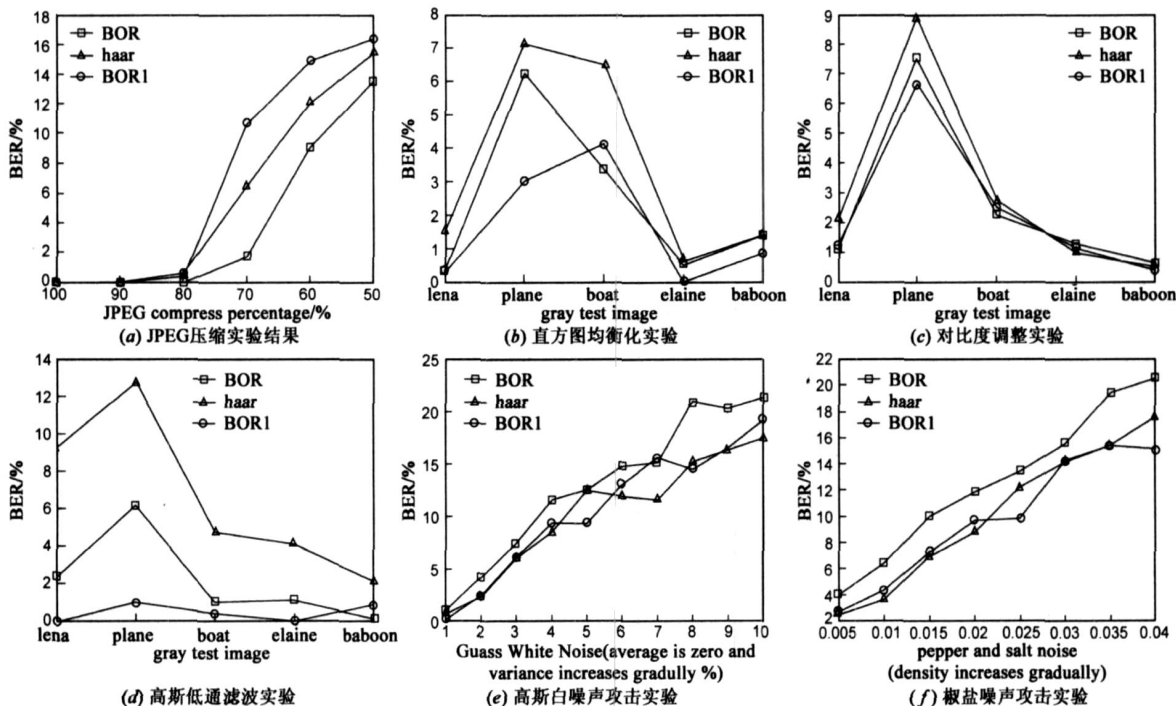 BER/%
18
16
14
12
10
8
6
4
2
0
BOR
haar
BOR1
100 90 80 70 60 50
JPEG compress percentage/%
(a) JPEG压缩实验结果
BER/%
8
7
6
5
4
3
2
1
0
BOR
haar
BOR1
lena plane boat elaine baboon
gray test image
(b) 直方图均衡化实验
BER/%
9
8
7
6
5
4
3
2
1
0
BOR
haar
BOR1
lena plane boat elaine baboon
gray test image
(c) 对比度调整实验
BER/%
14
12
10
8
6
4
2
0
BOR
haar
BOR1
lena plane boat elaine baboon
gray test image
(d) 高斯低通滤波实验
BER/%
25
20
15
10
5
0
BOR
haar
BOR1
1 2 3 4 5 6 7 8 9 10
Guass White Noise(average is zero and
variance increases gradully %)
(e) 高斯白噪声攻击实验
BER/%
22
20
18
16
14
12
10
8
6
4
2
BOR
haar
BOR1
0.005 0.01 0.015 0.02 0.025 0.03 0.035 0.04
pepper and salt noise
(density increases gradually)
(f) 椒盐噪声攻击实验